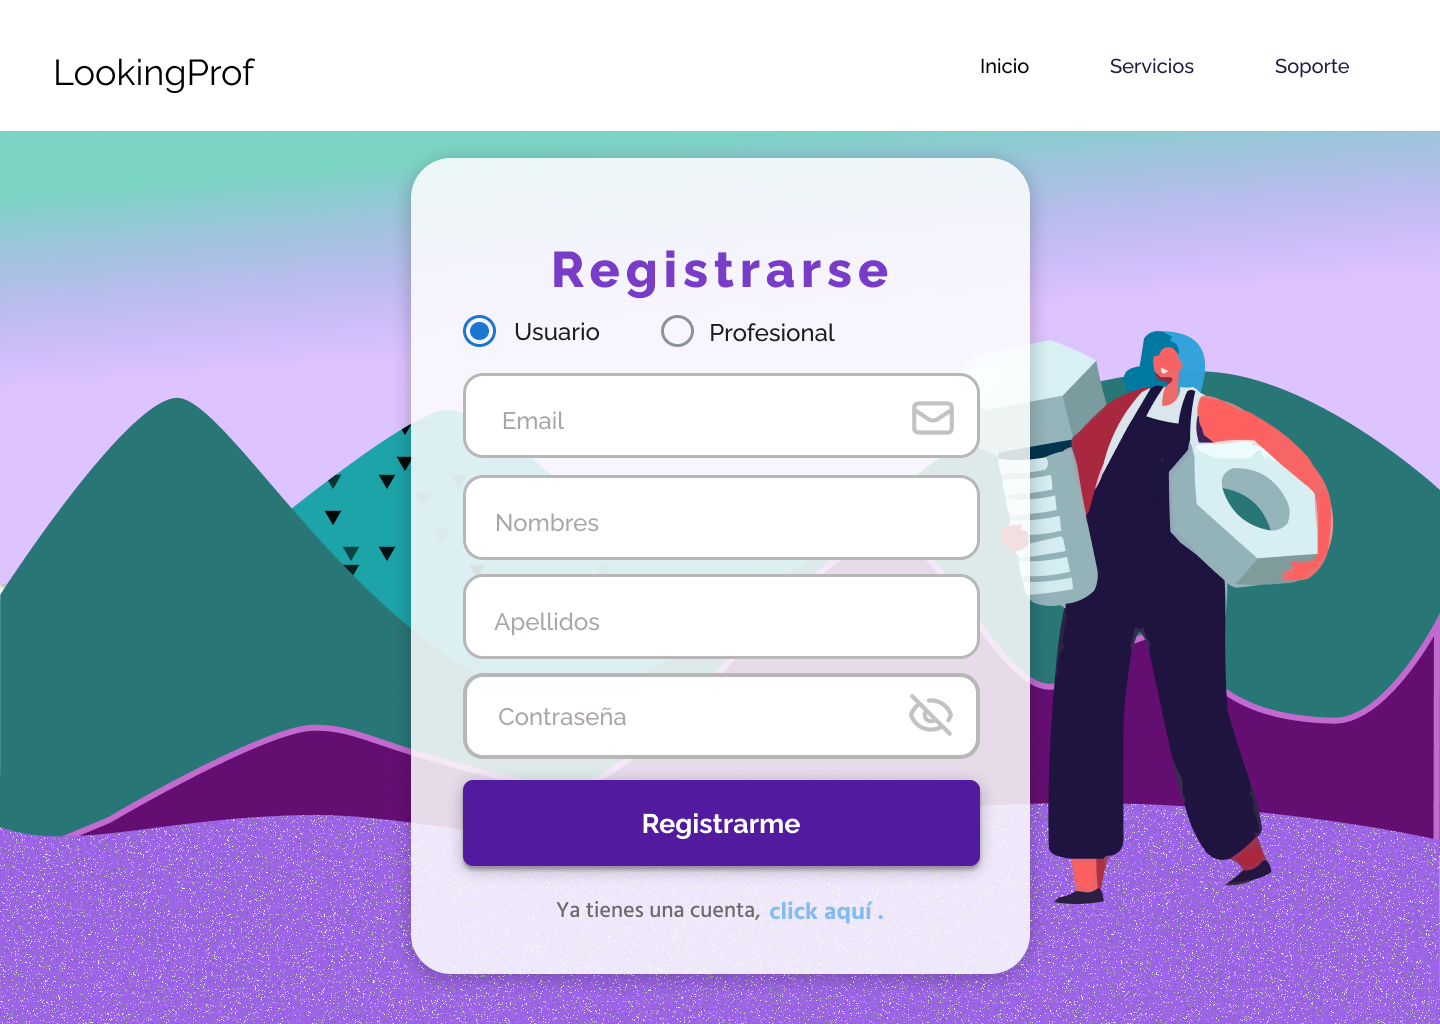 LookingProf
Inicio Servicios Soporte
Registrarse
Usuario Profesional
Email
Nombres
Apellidos
Contraseña
Registrarme
Ya tienes una cuenta, click aquí .